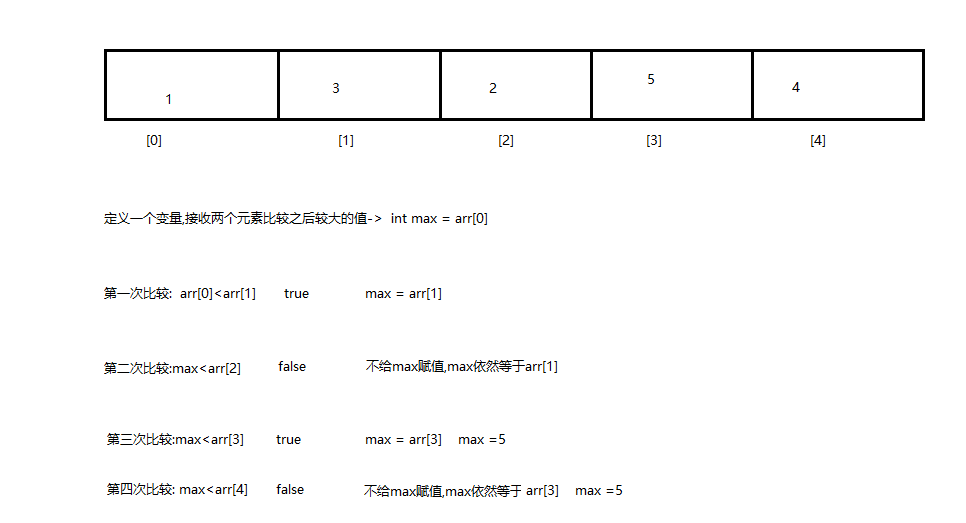 1 3 2 5 4
[0] [1] [2] [3] [4]
定义一个变量,接收两个元素比较之后较大的值-> int max = arr[0]
第一次比较: arr[0]<arr[1] true max = arr[1]
第二次比较:max<arr[2] false 不给max赋值,max依然等于arr[1]
第三次比较:max<arr[3] true max = arr[3] max =5
第四次比较: max<arr[4] false 不给max赋值,max依然等于 arr[3] max =5